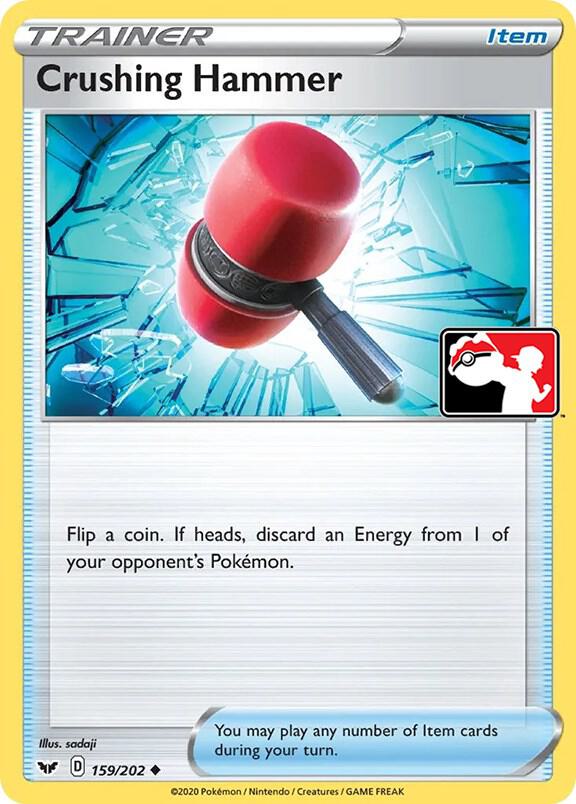 TRAINER
Item
Crushing Hammer
Flip a coin. If heads, discard an Energy from 1 of
your opponent's Pokémon.
Illus. sadaji
You may play any number of Item cards
during your turn.
D 159/202
©2020 Pokémon / Nintendo / Creatures / GAME FREAK